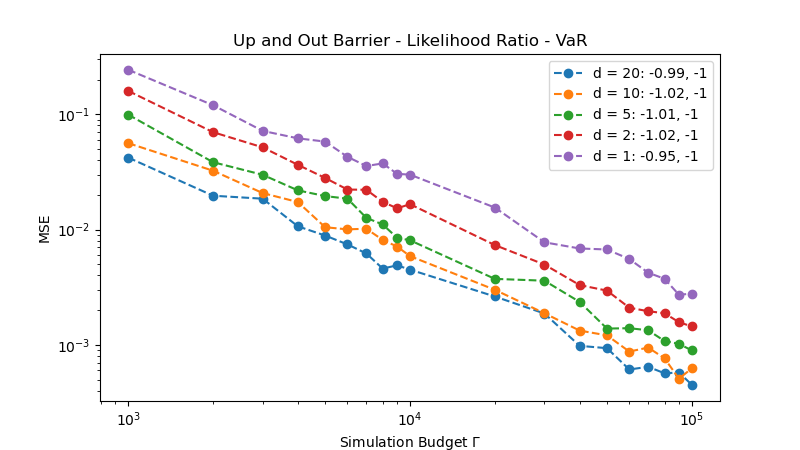 Up and Out Barrier - Likelihood Ratio - VaR
MSE
10⁻¹
10⁻²
10⁻³
d = 20: -0.99, -1
d = 10: -1.02, -1
d = 5: -1.01, -1
d = 2: -1.02, -1
d = 1: -0.95, -1
10³
10⁴
10⁵
Simulation Budget Γ